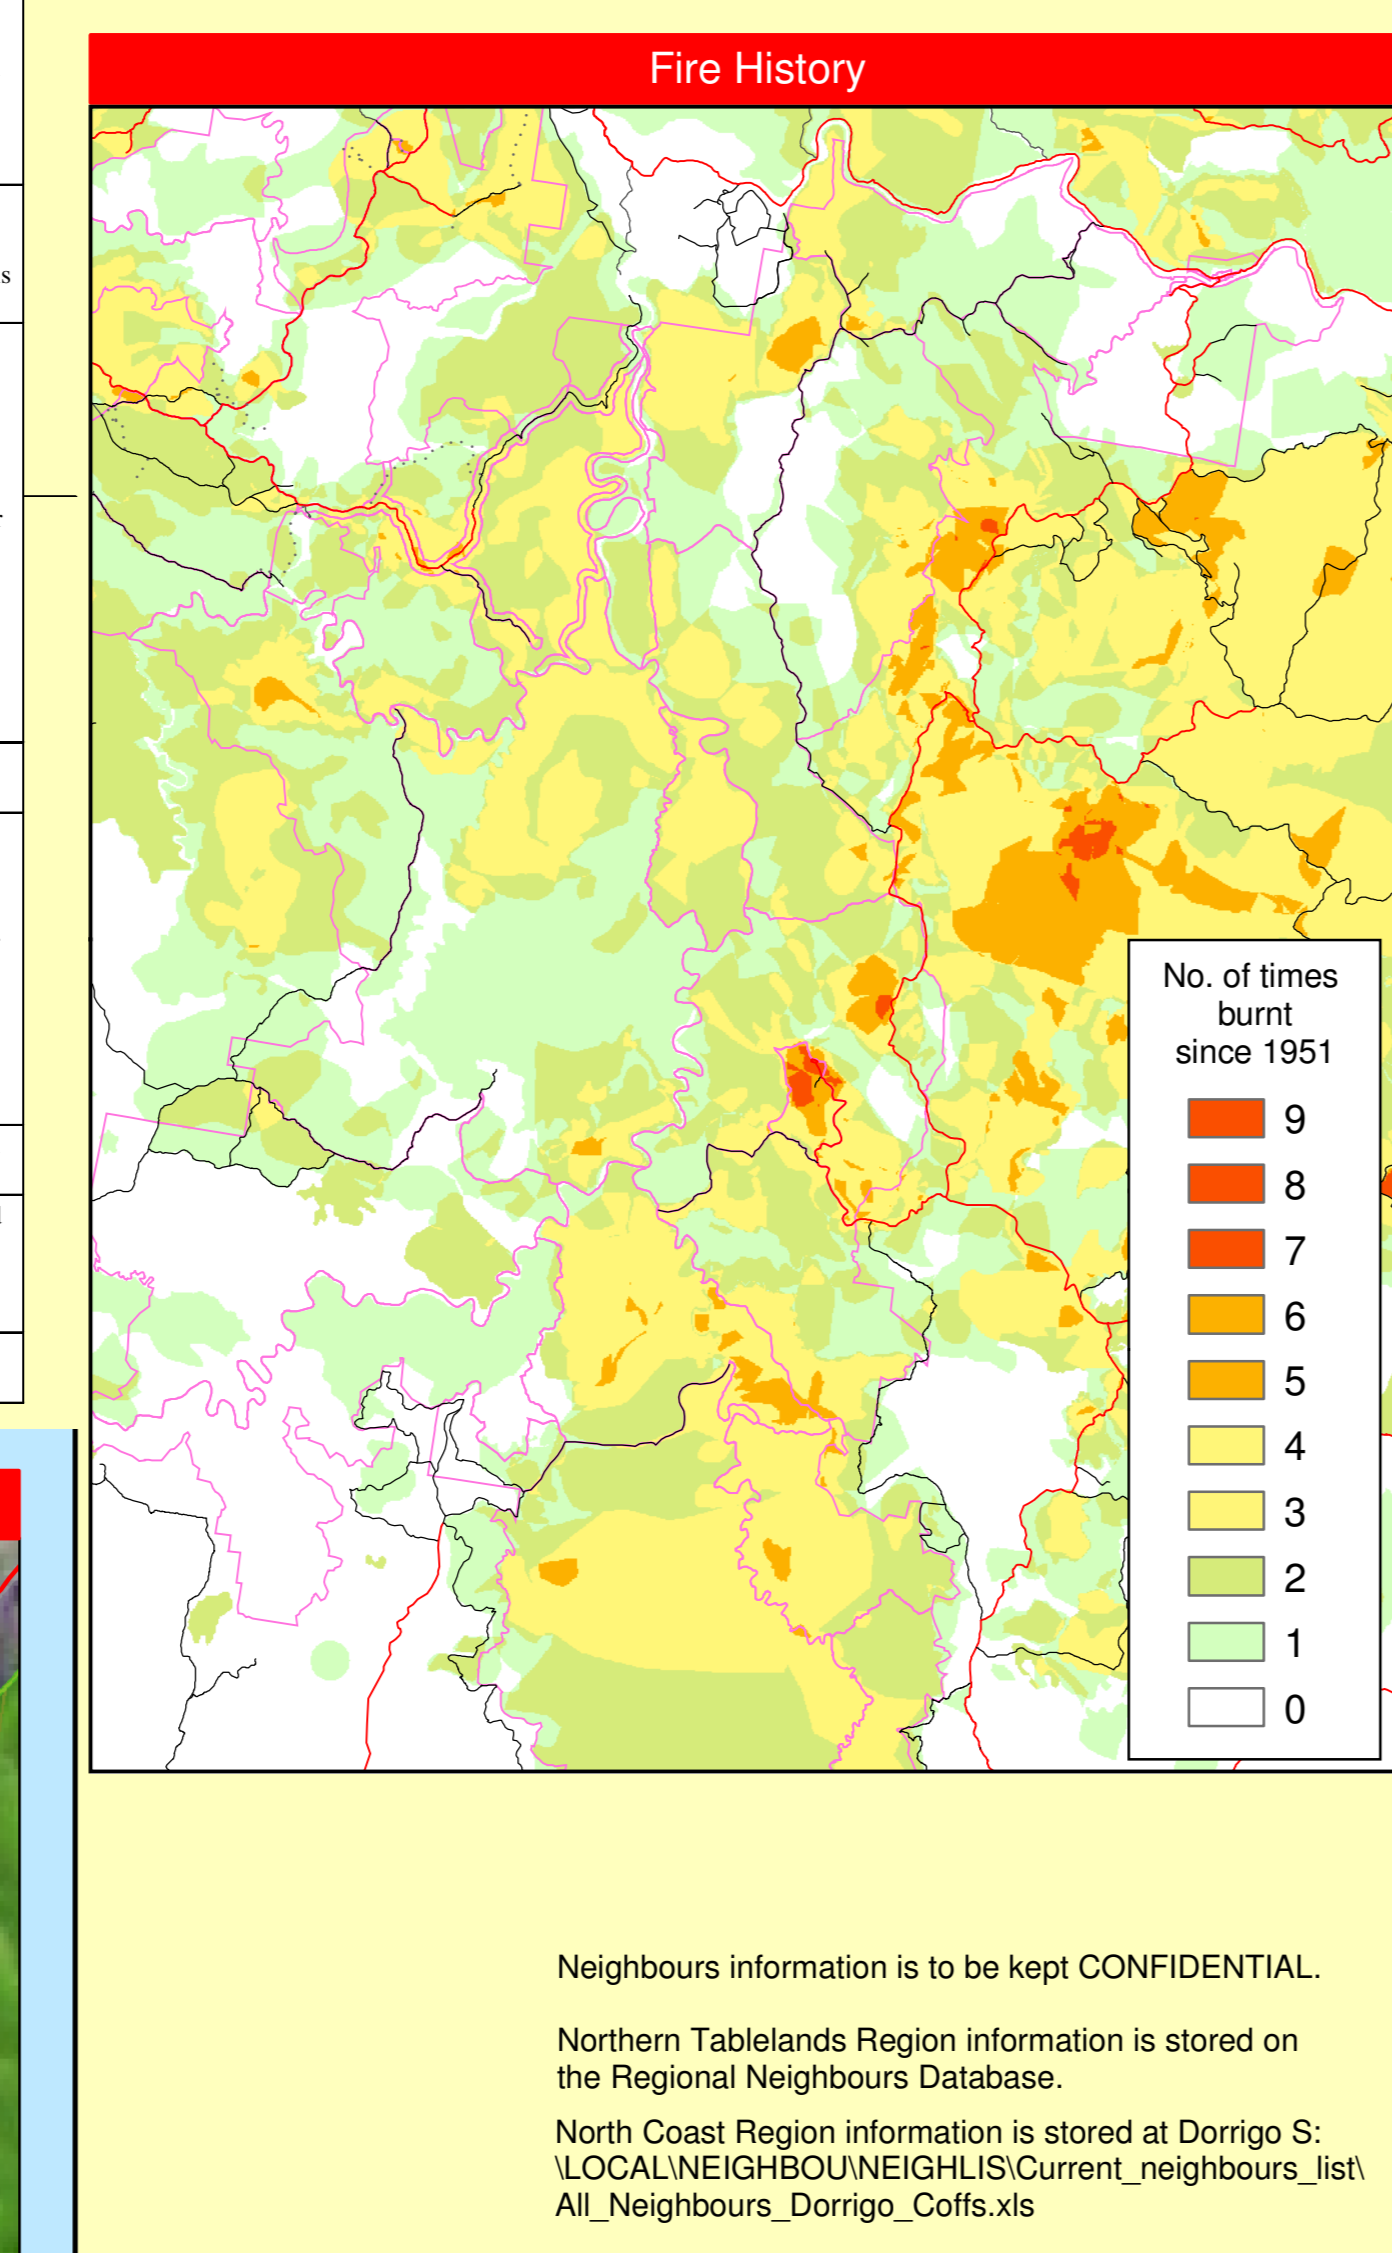 Fire History
s
r
No. of times
burnt
since 1951
9
8
7
6
5
4
3
2
1
0
Neighbours information is to be kept CONFIDENTIAL.
Northern Tablelands Region information is stored on
the Regional Neighbours Database.
North Coast Region information is stored at Dorrigo S:
\LOCAL\NEIGHBOU\NEIGHLIS\Current_neighbours_list\
All_Neighbours_Dorrigo_Coffs.xls